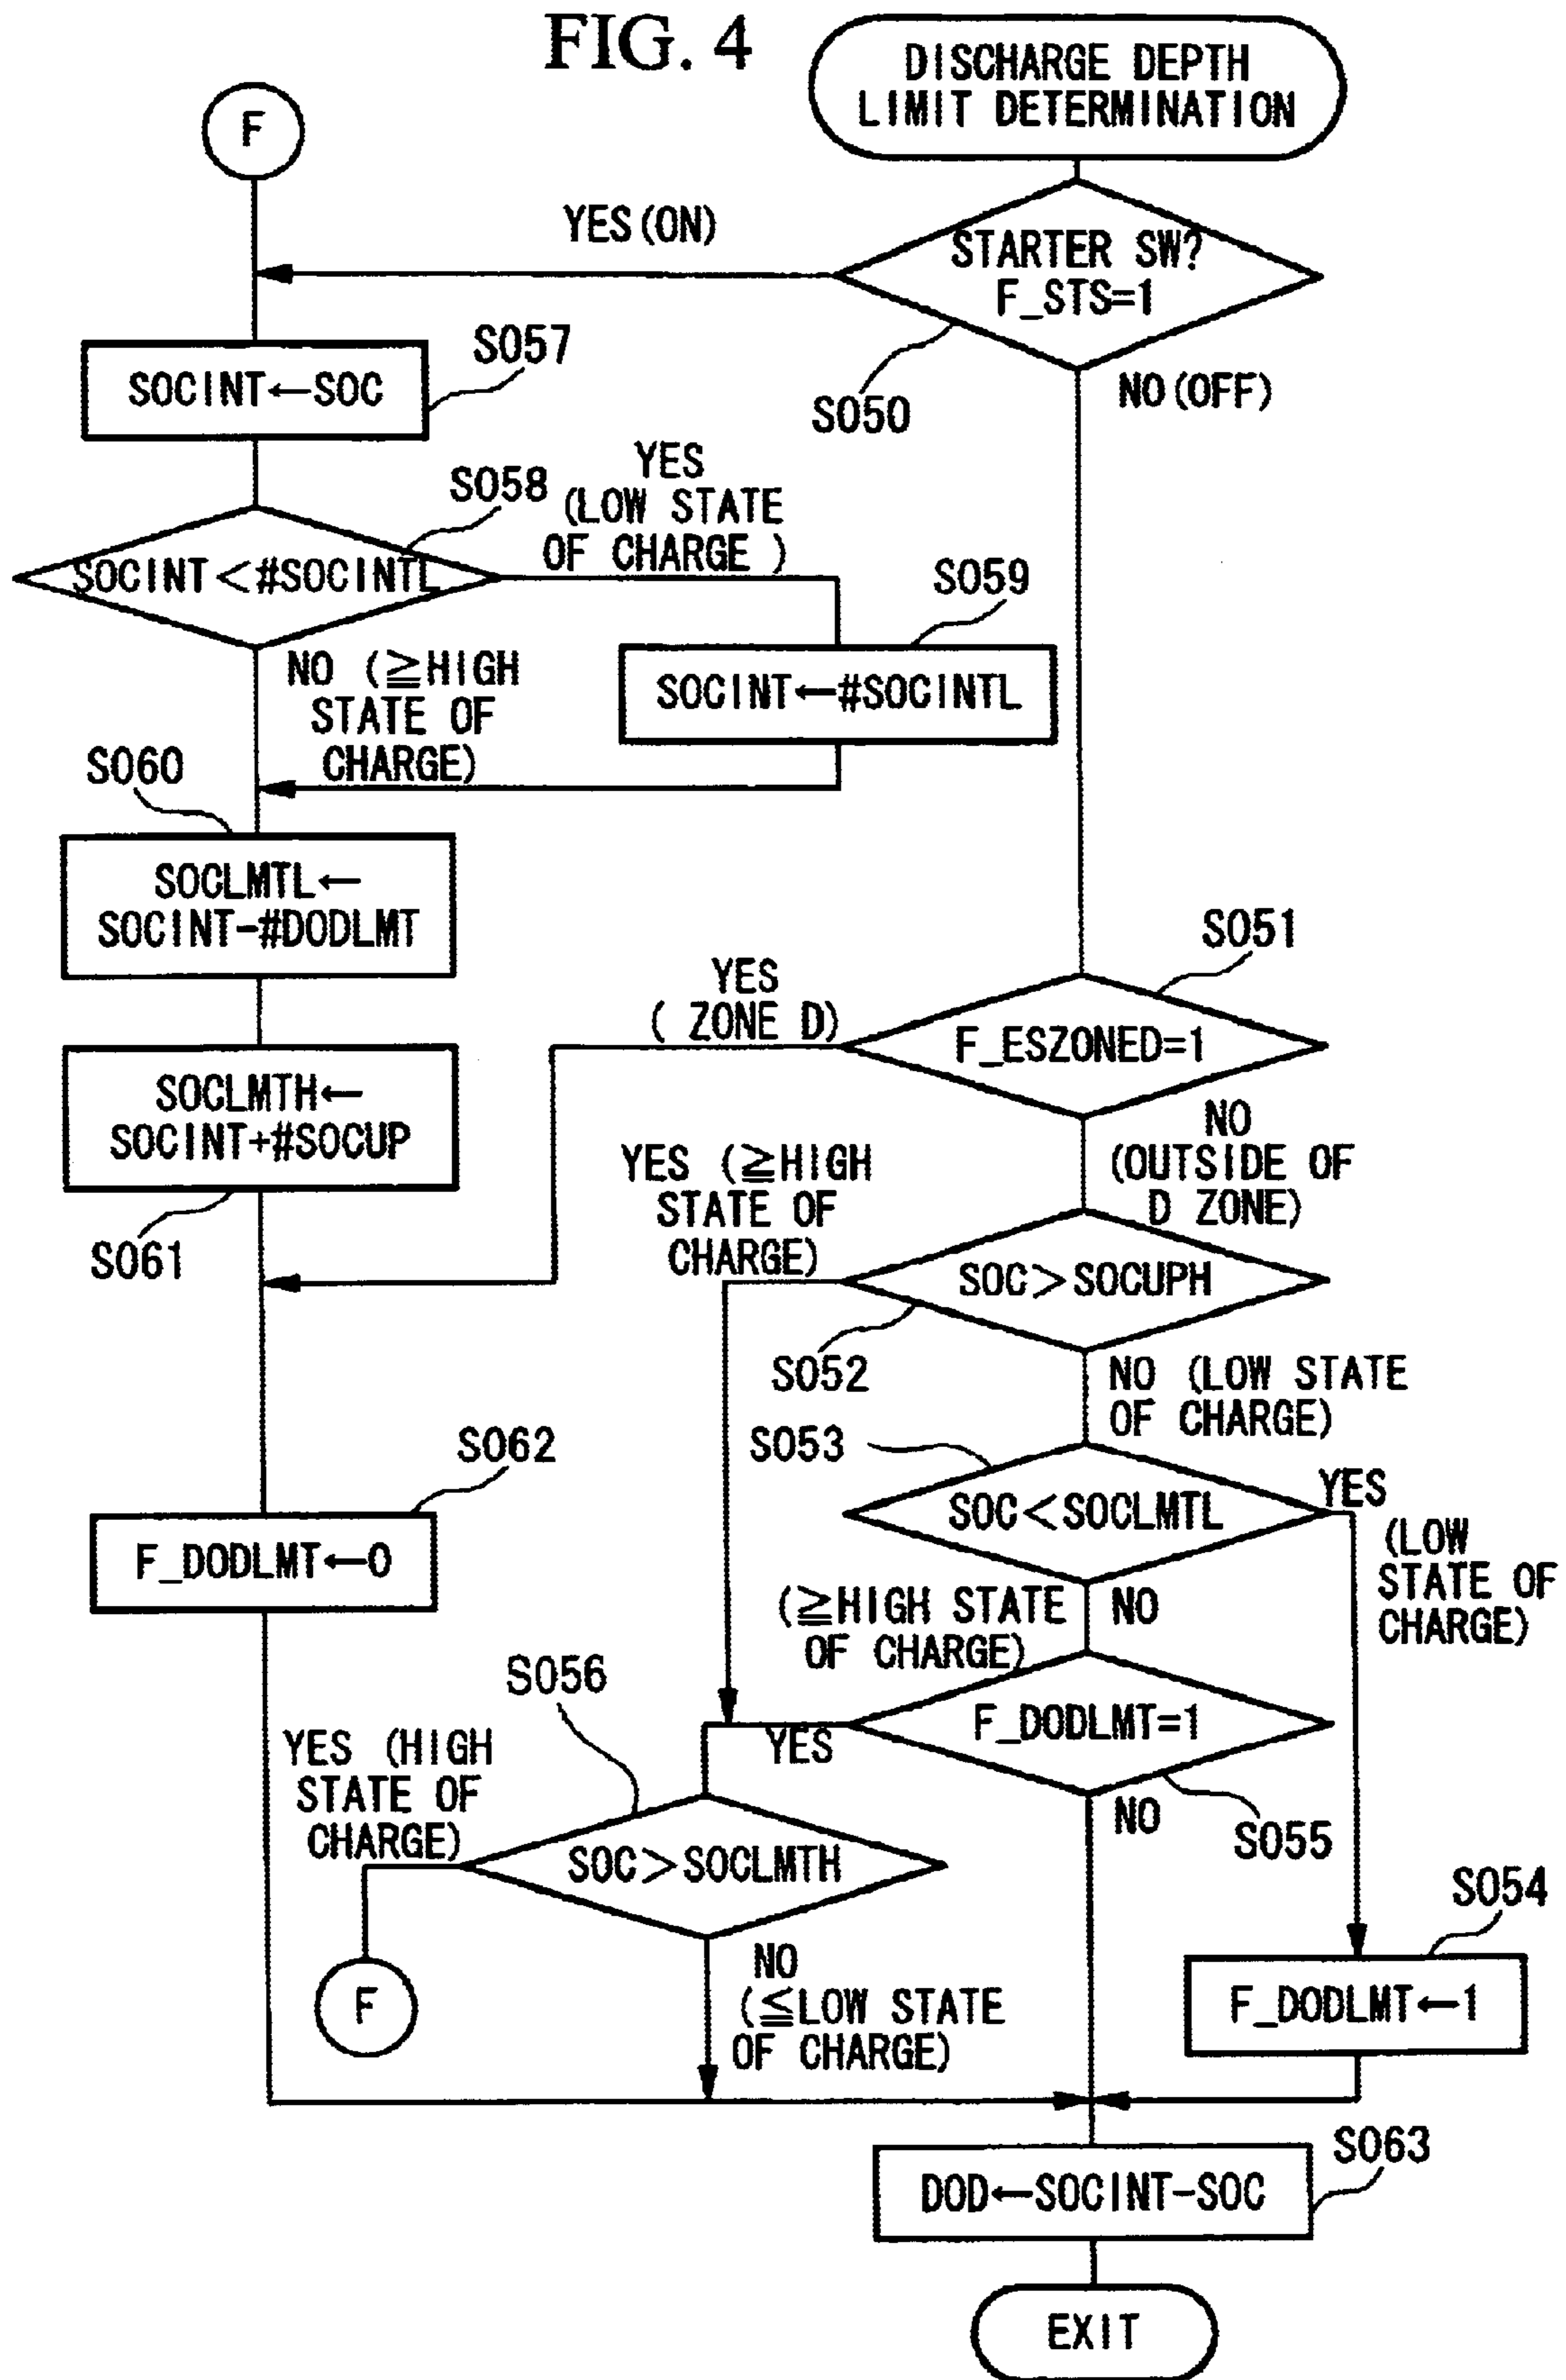 FIG. 4
DISCHARGE DEPTH
LIMIT DETERMINATION
F
YES(ON)
STARTER SW?
F_STS=1
S050
NO(OFF)
S057
SOCINT←SOC
S058
YES
(LOW STATE
OF CHARGE )
SOCINT<#SOCINTL
S059
NO (≧HIGH
STATE OF
CHARGE)
SOCINT←#SOCINTL
S060
SOCLMTL←
SOCINT-#DODLMT
S051
YES
( ZONE D)
F_ESZONED=1
SOCLMTH←
SOCINT+#SOCUP
S061
NO
(OUTSIDE OF
D ZONE)
YES (≧HIGH
STATE OF
CHARGE)
SOC>SOCUPH
S052
NO (LOW STATE
OF CHARGE)
S053
SOC<SOCLMTL
YES
(LOW
STATE OF
CHARGE)
S062
F_DODLMT←0
(≧HIGH STATE
OF CHARGE)
NO
S056
F_DODLMT=1
YES
NO
S055
YES (HIGH
STATE OF
CHARGE)
SOC>SOCLMTH
S054
F
NO
(≦LOW STATE
OF CHARGE)
F_DODLMT←1
S063
DOD←SOCINT-SOC
EXIT